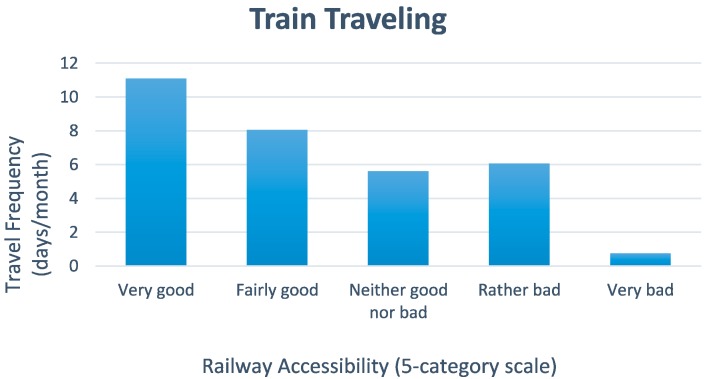 Train Traveling
Travel Frequency
(days/month)
12
10
8
6
4
2
0
Very good
Fairly good
Neither good
nor bad
Rather bad
Very bad
Railway Accessibility (5-category scale)